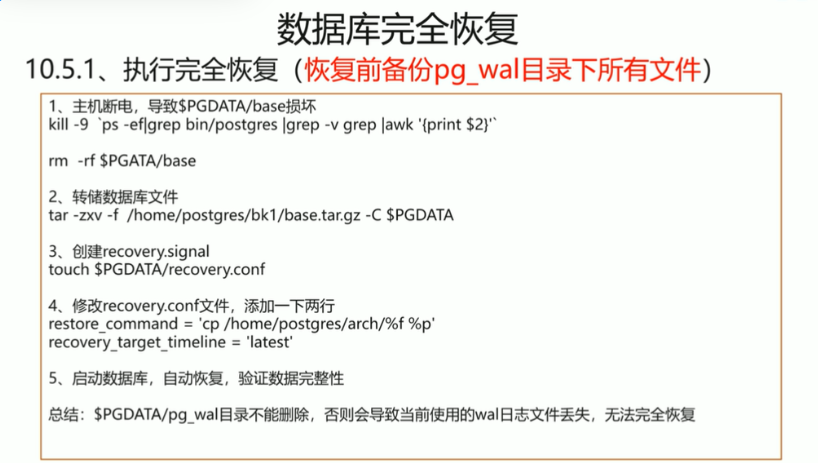 数据库完全恢复
10.5.1、执行完全恢复（恢复前备份pg_wal目录下所有文件）
1、主机断电，导致$PGDATA/base损坏
kill -9  `ps -ef|grep bin/postgres |grep -v grep |awk '{print $2}'`
rm  -rf $PGATA/base
2、转储数据库文件
tar -zxv -f  /home/postgres/bk1/base.tar.gz -C $PGDATA
3、创建recovery.signal
touch $PGDATA/recovery.conf
4、修改recovery.conf文件，添加一下两行
restore_command = 'cp /home/postgres/arch/%f %p'
recovery_target_timeline = 'latest'
5、启动数据库，自动恢复，验证数据完整性
总结：$PGDATA/pg_wal目录不能删除，否则会导致当前使用的wal日志文件丢失，无法完全恢复